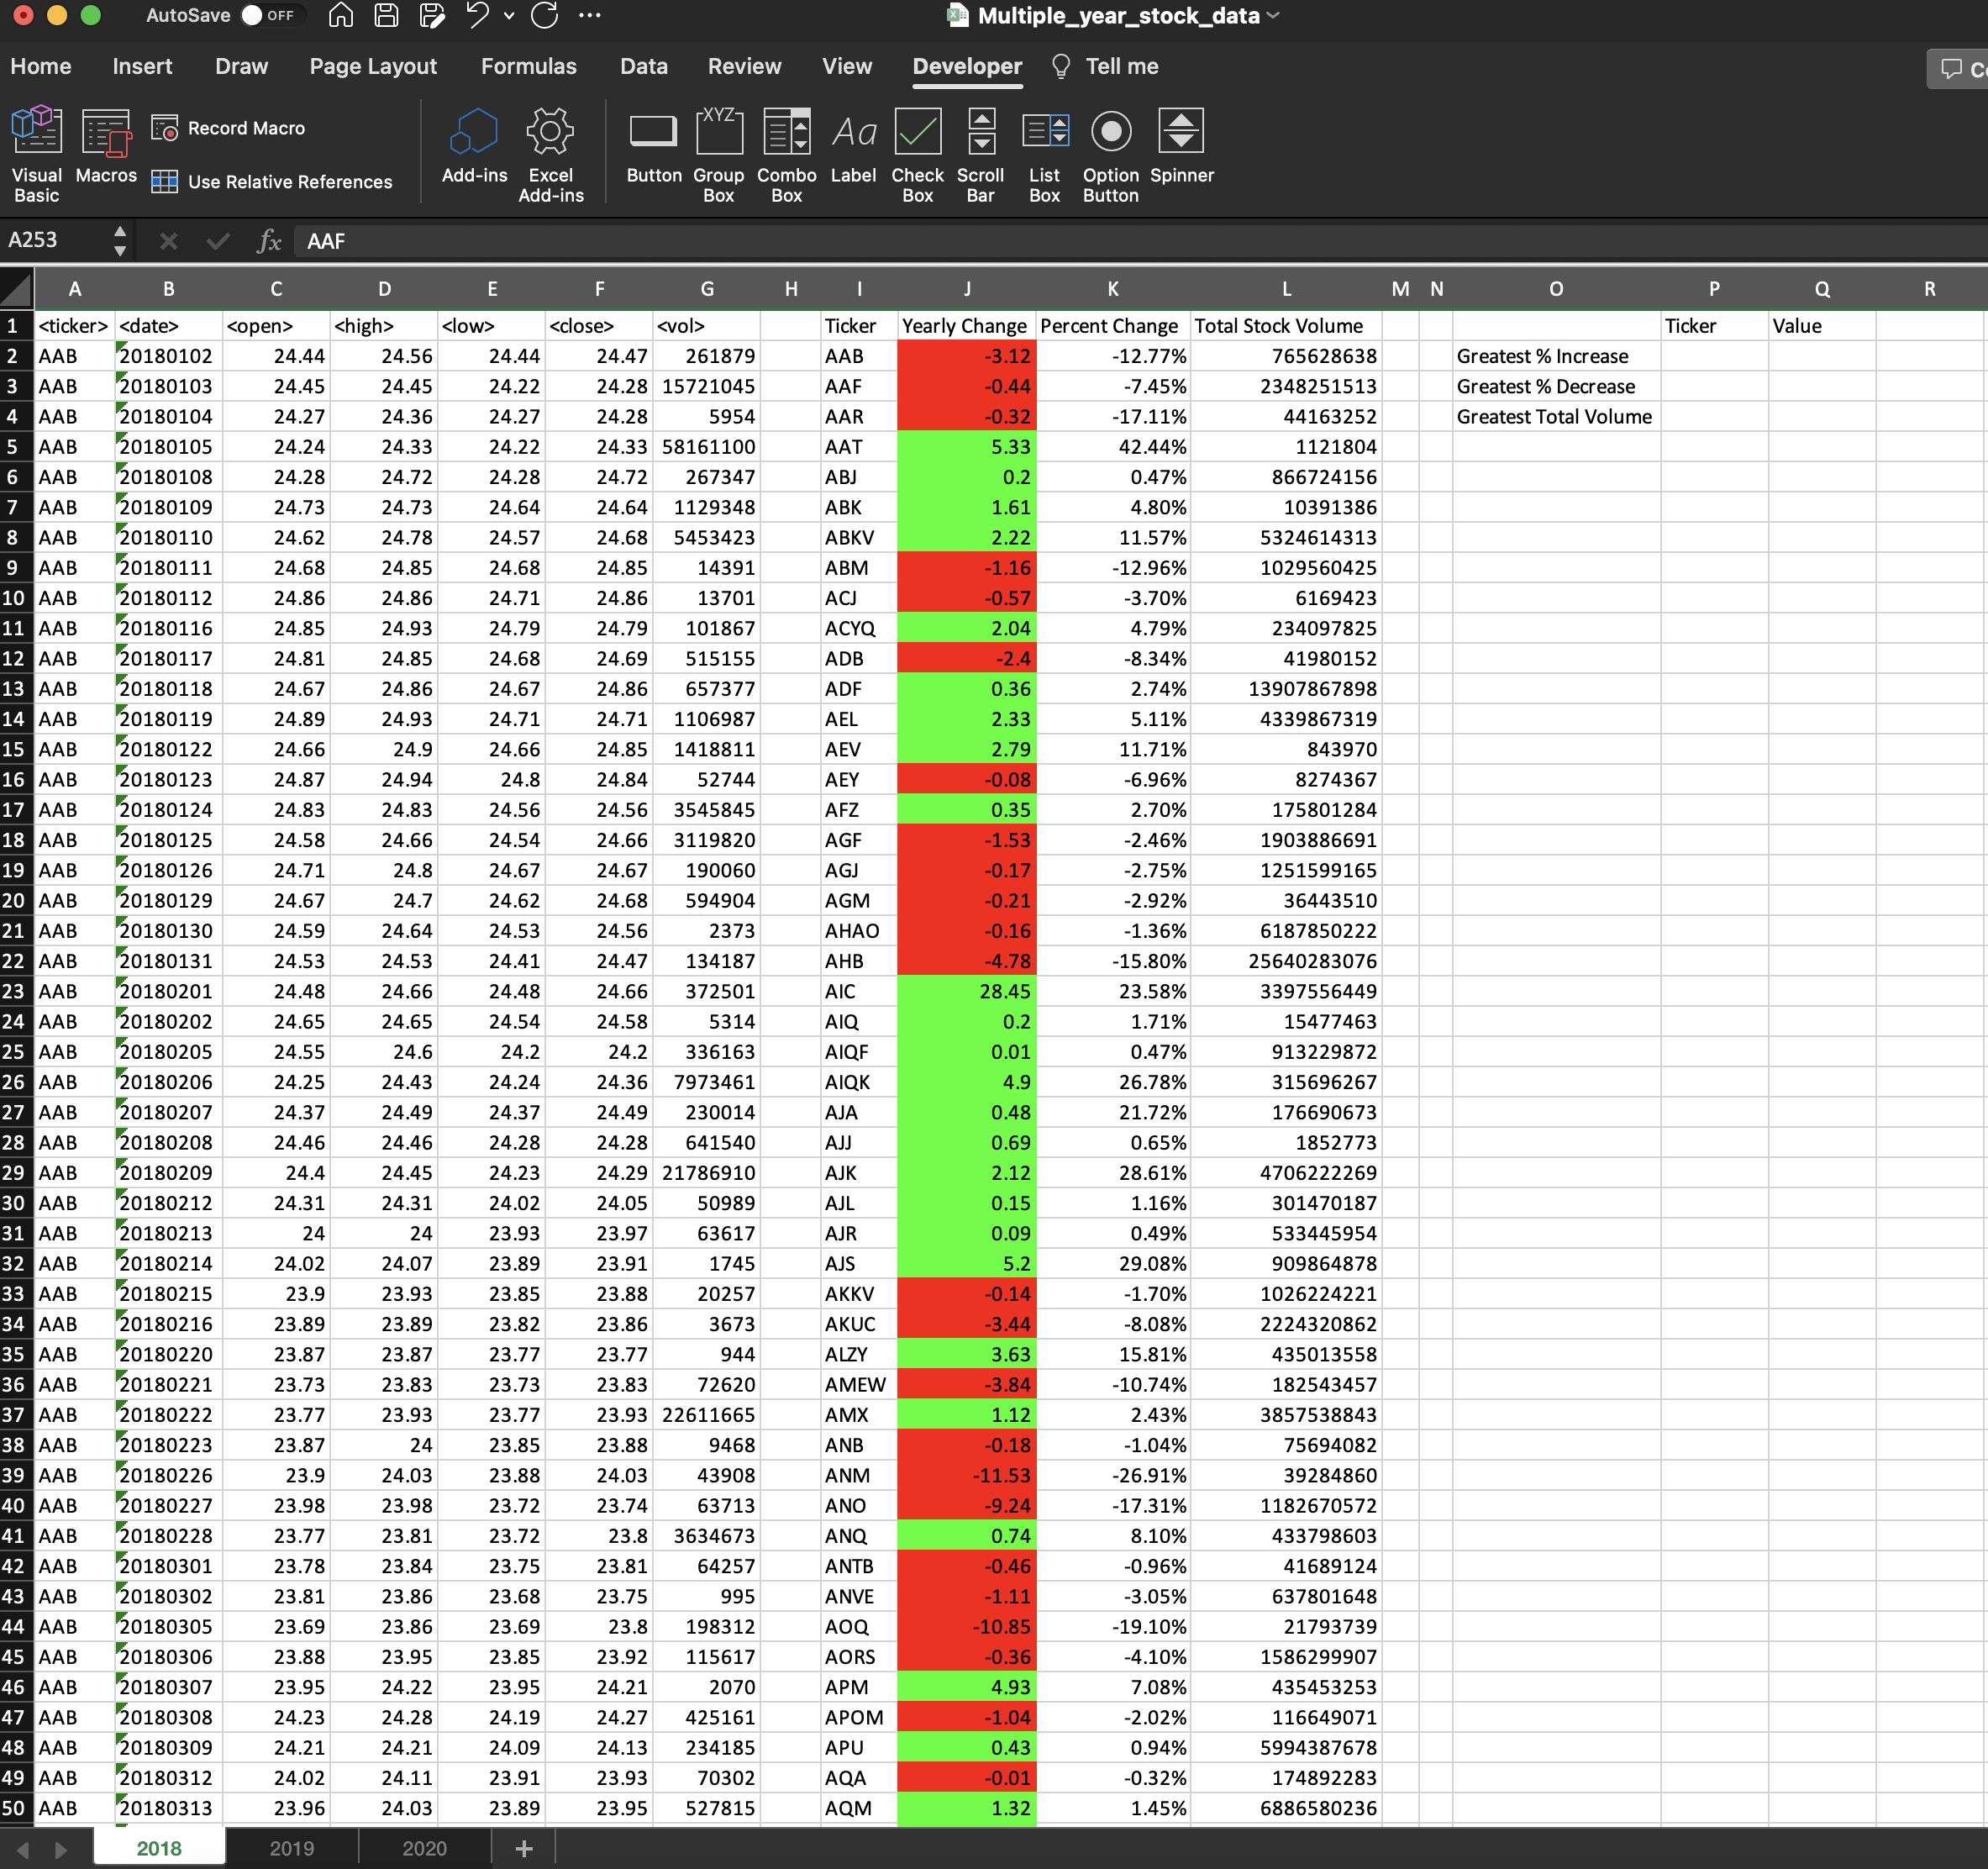 AutoSave OFF Multiple_year_stock_data
Home Insert Draw Page Layout Formulas Data Review View Developer Tell me
Record Macro
Use Relative References
Visual Basic Macros Add-ins Excel Add-ins Button Group Box Combo Box Label Check Box Scroll Bar List Box Option Button Spinner
XYZ Aa
A253 fx AAF
A B C D E F G H I J K L M N O P Q R
1 <ticker> <date> <open> <high> <low> <close> <vol> Ticker Yearly Change Percent Change Total Stock Volume Ticker Value
2 AAB 20180102 24.44 24.56 24.44 24.47 261879 AAB -3.12 -12.77% 765628638 Greatest % Increase
3 AAB 20180103 24.45 24.45 24.22 24.28 15721045 AAF -0.44 -7.45% 2348251513 Greatest % Decrease
4 AAB 20180104 24.27 24.36 24.27 24.28 5954 AAR -0.32 -17.11% 44163252 Greatest Total Volume
5 AAB 20180105 24.24 24.33 24.22 24.33 58161100 AAT 5.33 42.44% 1121804
6 AAB 20180108 24.28 24.72 24.28 24.72 267347 ABJ 0.2 0.47% 866724156
7 AAB 20180109 24.73 24.73 24.64 24.64 1129348 ABK 1.61 4.80% 10391386
8 AAB 20180110 24.62 24.78 24.57 24.68 5453423 ABKV 2.22 11.57% 5324614313
9 AAB 20180111 24.68 24.85 24.68 24.85 14391 ABM -1.16 -12.96% 1029560425
10 AAB 20180112 24.86 24.86 24.71 24.86 13701 ACJ -0.57 -3.70% 6169423
11 AAB 20180116 24.85 24.93 24.79 24.79 101867 ACYQ 2.04 4.79% 234097825
12 AAB 20180117 24.81 24.85 24.68 24.69 515155 ADB -2.4 -8.34% 41980152
13 AAB 20180118 24.67 24.86 24.67 24.86 657377 ADF 0.36 2.74% 13907867898
14 AAB 20180119 24.89 24.93 24.71 24.71 1106987 AEL 2.33 5.11% 4339867319
15 AAB 20180122 24.66 24.9 24.66 24.85 1418811 AEV 2.79 11.71% 843970
16 AAB 20180123 24.87 24.94 24.8 24.84 52744 AEY -0.08 -6.96% 8274367
17 AAB 20180124 24.83 24.83 24.56 24.56 3545845 AFZ 0.35 2.70% 175801284
18 AAB 20180125 24.58 24.66 24.54 24.66 3119820 AGF -1.53 -2.46% 1903886691
19 AAB 20180126 24.71 24.8 24.67 24.67 190060 AGJ -0.17 -2.75% 1251599165
20 AAB 20180129 24.67 24.7 24.62 24.68 594904 AGM -0.21 -2.92% 36443510
21 AAB 20180130 24.59 24.64 24.53 24.56 2373 AHAO -0.16 -1.36% 6187850222
22 AAB 20180131 24.53 24.53 24.41 24.47 134187 AHB -4.78 -15.80% 25640283076
23 AAB 20180201 24.48 24.66 24.48 24.66 372501 AIC 28.45 23.58% 3397556449
24 AAB 20180202 24.65 24.65 24.54 24.58 5314 AIQ 0.2 1.71% 15477463
25 AAB 20180205 24.55 24.6 24.2 24.2 336163 AIQF 0.01 0.47% 913229872
26 AAB 20180206 24.25 24.43 24.24 24.36 7973461 AIQK 4.9 26.78% 315696267
27 AAB 20180207 24.37 24.49 24.37 24.49 230014 AJA 0.48 21.72% 176690673
28 AAB 20180208 24.46 24.46 24.28 24.28 641540 AJJ 0.69 0.65% 1852773
29 AAB 20180209 24.4 24.45 24.23 24.29 21786910 AJK 2.12 28.61% 4706222269
30 AAB 20180212 24.31 24.31 24.02 24.05 50989 AJL 0.15 1.16% 301470187
31 AAB 20180213 24 24 23.93 23.97 63617 AJR 0.09 0.49% 533445954
32 AAB 20180214 24.02 24.07 23.89 23.91 1745 AJS 5.2 29.08% 909864878
33 AAB 20180215 23.9 23.93 23.85 23.88 20257 AKKV -0.14 -1.70% 1026224221
34 AAB 20180216 23.89 23.89 23.82 23.86 3673 AKUC -3.44 -8.08% 2224320862
35 AAB 20180220 23.87 23.87 23.77 23.77 944 ALZY 3.63 15.81% 435013558
36 AAB 20180221 23.73 23.83 23.73 23.83 72620 AMEW -3.84 -10.74% 182543457
37 AAB 20180222 23.77 23.93 23.77 23.93 22611665 AMX 1.12 2.43% 3857538843
38 AAB 20180223 23.87 24 23.85 23.88 9468 ANB -0.18 -1.04% 75694082
39 AAB 20180226 23.9 24.03 23.88 24.03 43908 ANM -11.53 -26.91% 39284860
40 AAB 20180227 23.98 23.98 23.72 23.74 63713 ANO -9.24 -17.31% 1182670572
41 AAB 20180228 23.77 23.81 23.72 23.8 3634673 ANQ 0.74 8.10% 433798603
42 AAB 20180301 23.78 23.84 23.75 23.81 64257 ANTB -0.46 -0.96% 41689124
43 AAB 20180302 23.81 23.86 23.68 23.75 995 ANVE -1.11 -3.05% 637801648
44 AAB 20180305 23.69 23.86 23.69 23.8 198312 AOQ -10.85 -19.10% 21793739
45 AAB 20180306 23.88 23.95 23.85 23.92 115617 AORS -0.36 -4.10% 1586299907
46 AAB 20180307 23.95 24.22 23.95 24.21 2070 APM 4.93 7.08% 435453253
47 AAB 20180308 24.23 24.28 24.19 24.27 425161 APOM -1.04 -2.02% 116649071
48 AAB 20180309 24.21 24.21 24.09 24.13 234185 APU 0.43 0.94% 5994387678
49 AAB 20180312 24.02 24.11 23.91 23.93 70302 AQA -0.01 -0.32% 174892283
50 AAB 20180313 23.96 24.03 23.89 23.95 527815 AQM 1.32 1.45% 6886580236
2018 2019 2020 +